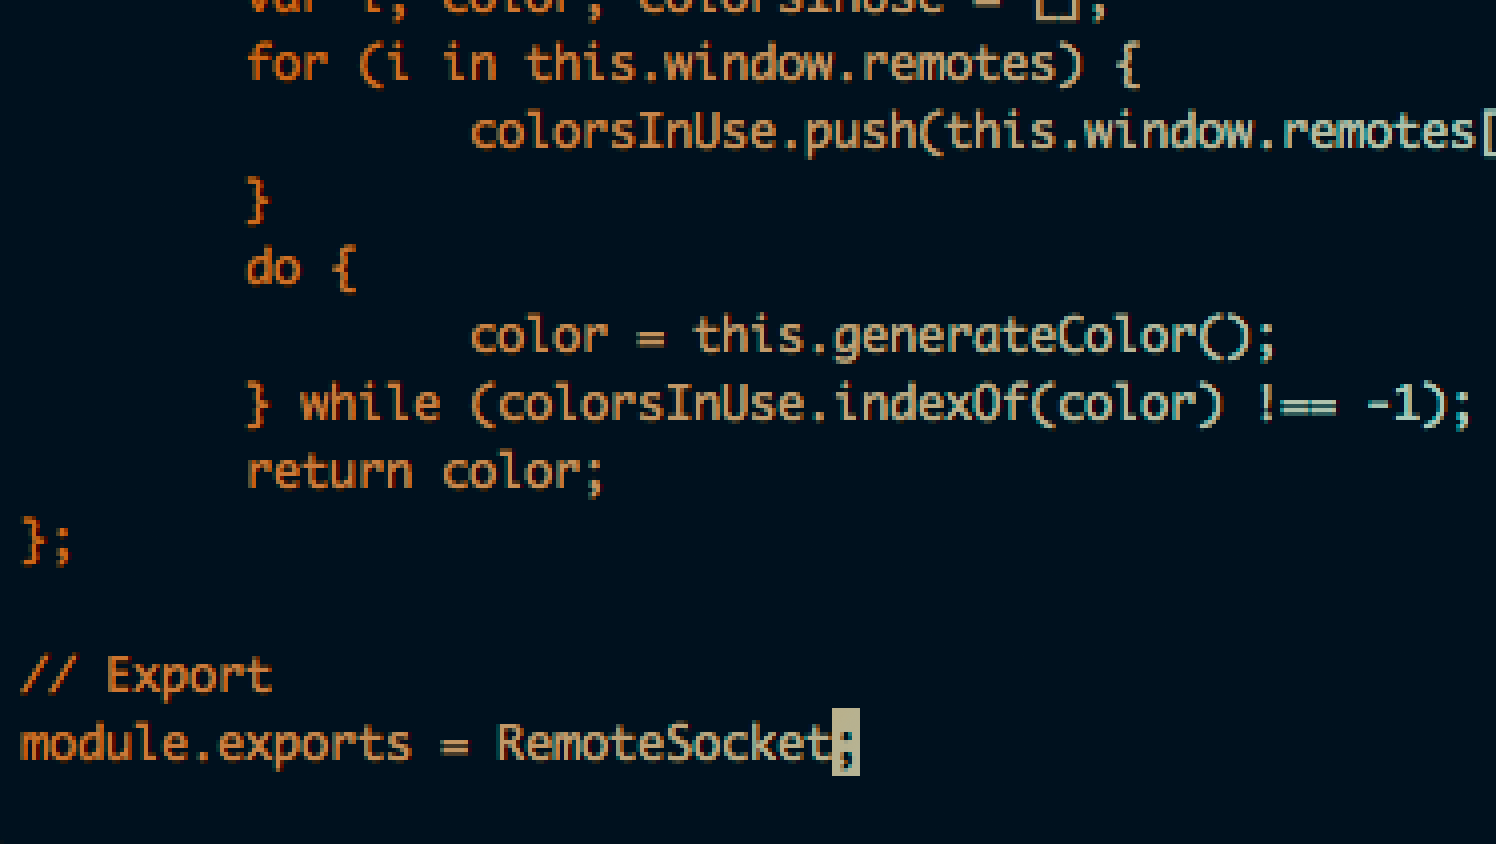 var i, color, colorsInUse = [];
for (i in this.window.remotes) {
colorsInUse.push(this.window.remotes[
}
do {
color = this.generateColor();
} while (colorsInUse.indexOf(color) !== -1);
return color;
};
// Export
module.exports = RemoteSocket;